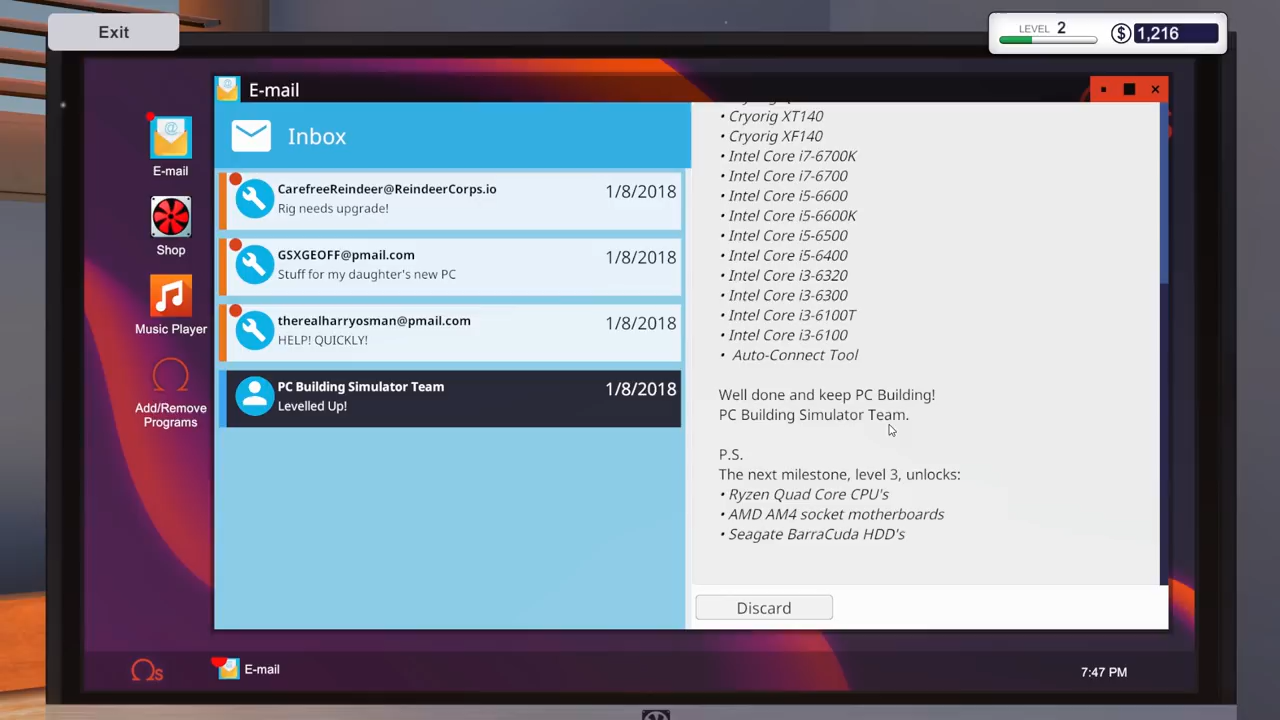 Exit
LEVEL 2
$ 1,216
E-mail
Inbox
CarefreeReindeer@ReindeerCorps.io 1/8/2018
Rig needs upgrade!
GSXGEOFF@pmail.com 1/8/2018
Stuff for my daughter's new PC
therealharryosman@pmail.com 1/8/2018
HELP! QUICKLY!
PC Building Simulator Team 1/8/2018
Levelled Up!
E-mail
Shop
Music Player
Add/Remove
Programs
• Cryorig XT140
• Cryorig XF140
• Intel Core i7-6700K
• Intel Core i7-6700
• Intel Core i5-6600
• Intel Core i5-6600K
• Intel Core i5-6500
• Intel Core i5-6400
• Intel Core i3-6320
• Intel Core i3-6300
• Intel Core i3-6100T
• Intel Core i3-6100
• Auto-Connect Tool
Well done and keep PC Building!
PC Building Simulator Team.
P.S.
The next milestone, level 3, unlocks:
• Ryzen Quad Core CPU's
• AMD AM4 socket motherboards
• Seagate BarraCuda HDD's
Discard
Ωs
E-mail
7:47 PM